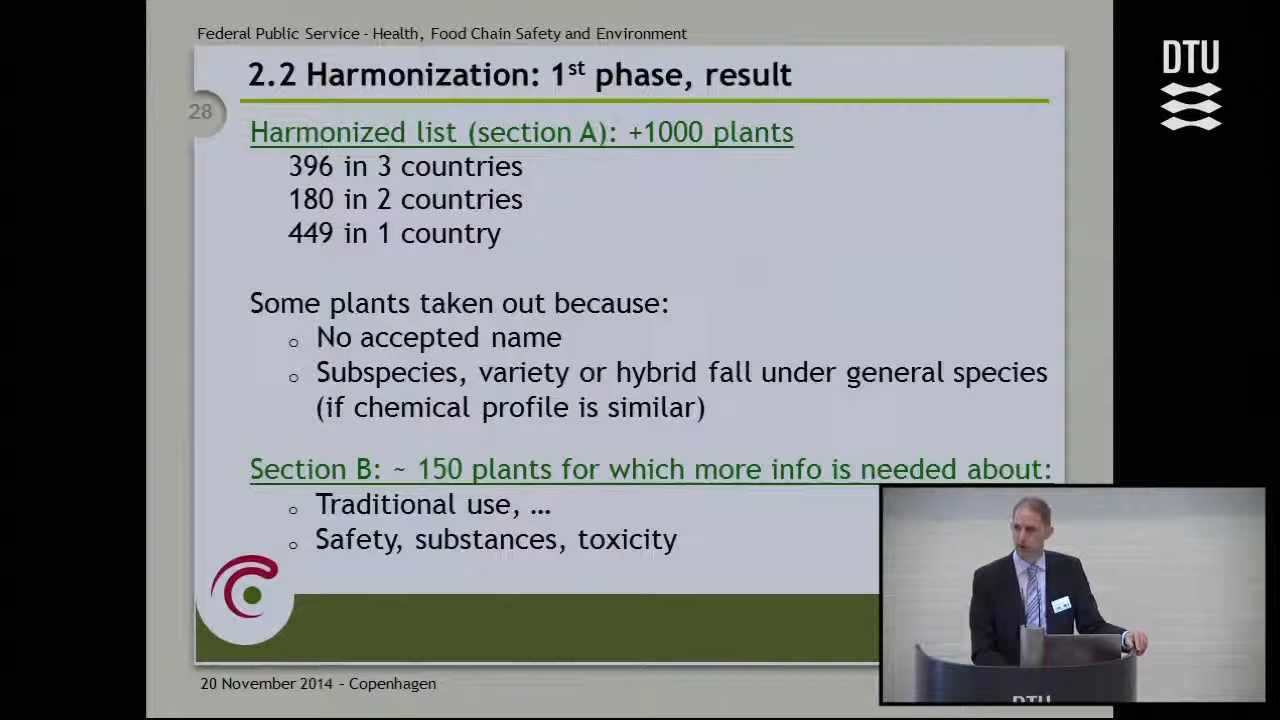 Federal Public Service - Health, Food Chain Safety and Environment
DTU
2.2 Harmonization: 1st phase, result
28
Harmonized list (section A): +1000 plants
396 in 3 countries
180 in 2 countries
449 in 1 country
Some plants taken out because:
No accepted name
Subspecies, variety or hybrid fall under general species
(if chemical profile is similar)
Section B: ~ 150 plants for which more info is needed about:
Traditional use, …
Safety, substances, toxicity
DTU
20 November 2014 – Copenhagen